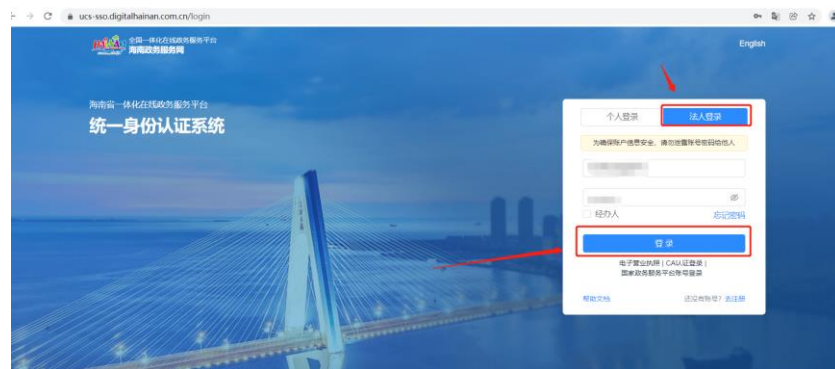 ucs-sso.digitalhainan.com.cn/login
全国一体化在线政务服务平台
海南政务服务网
English
海南省一体化在线政务服务平台
统一身份认证系统
个人登录 法人登录
为确保账户信息安全，请勿泄露账号密码给他人
经办人 忘记密码
登录
电子营业执照 | CA认证登录 |
国家政务服务平台账号登录
帮助文档 还没有账号? 去注册